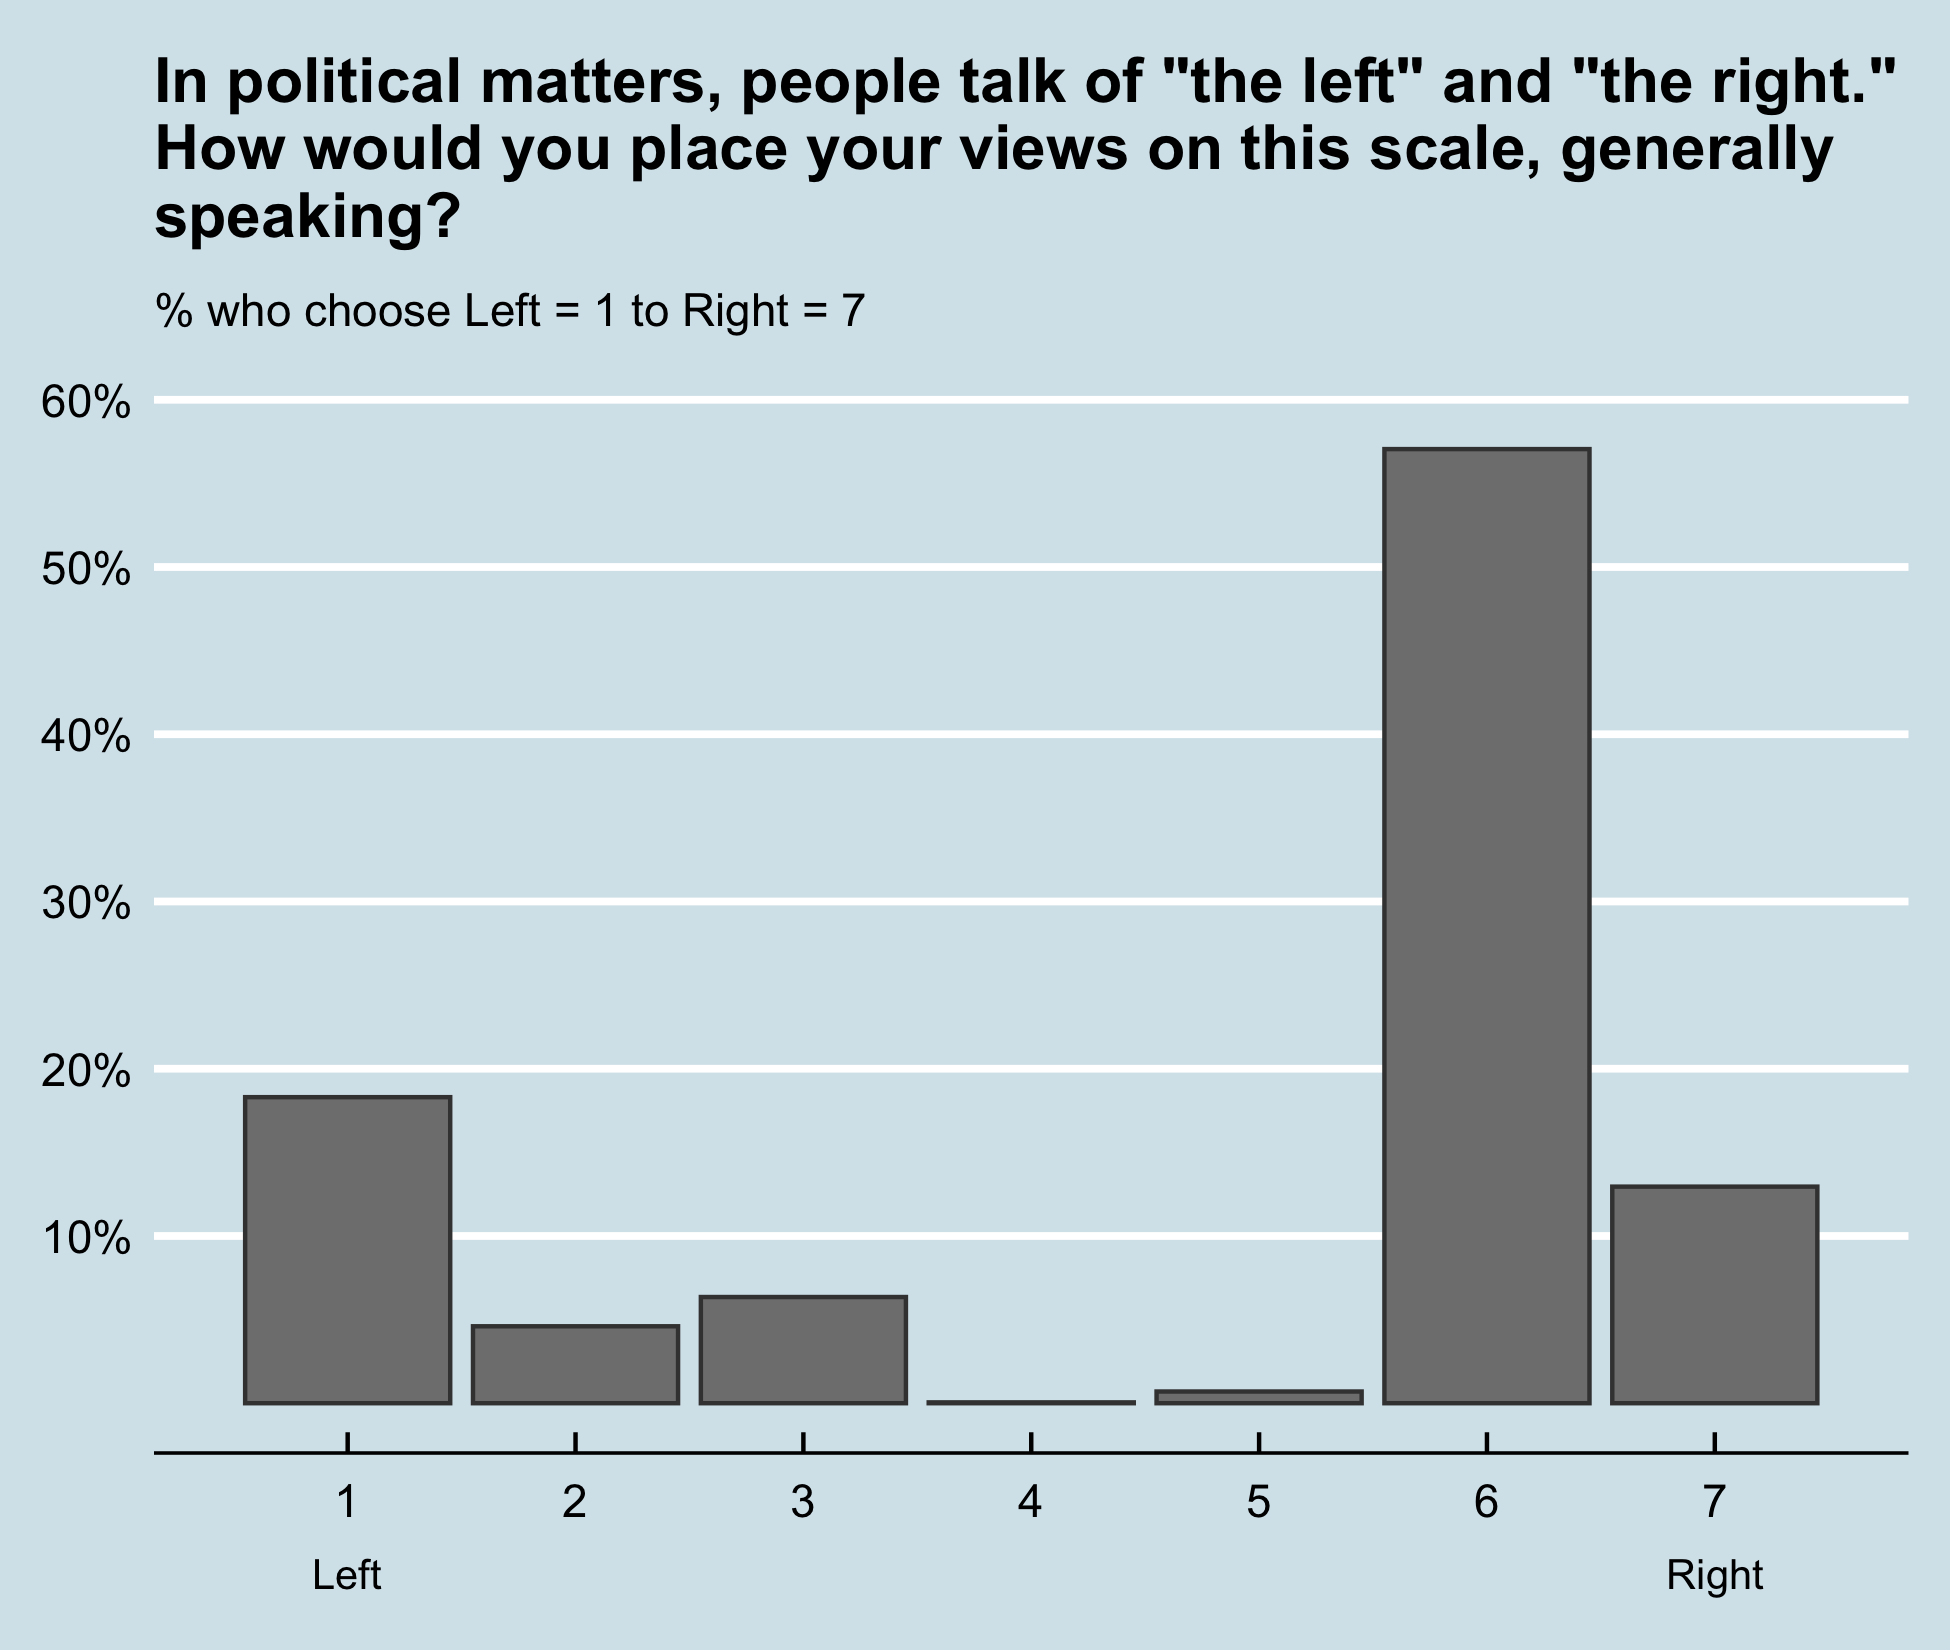 In political matters, people talk of "the left" and "the right."
How would you place your views on this scale, generally
speaking?
% who choose Left = 1 to Right = 7
60%
50%
40%
30%
20%
10%
1 2 3 4 5 6 7
Left Right